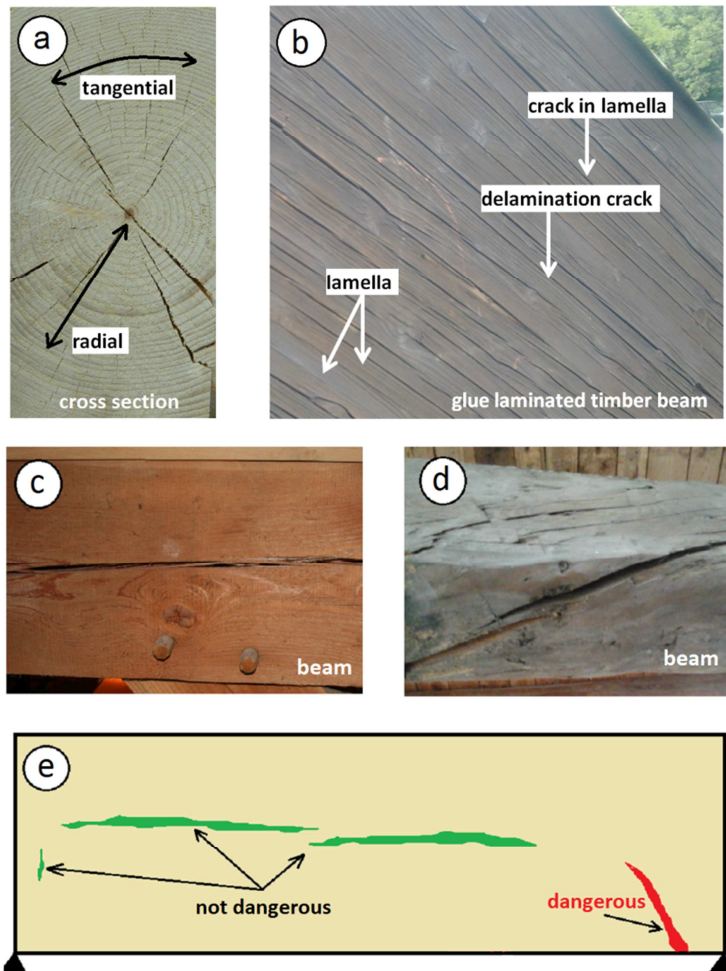 a
tangential
radial
cross section
b
crack in lamella
delamination crack
lamella
glue laminated timber beam
c
beam
d
beam
e
not dangerous
dangerous